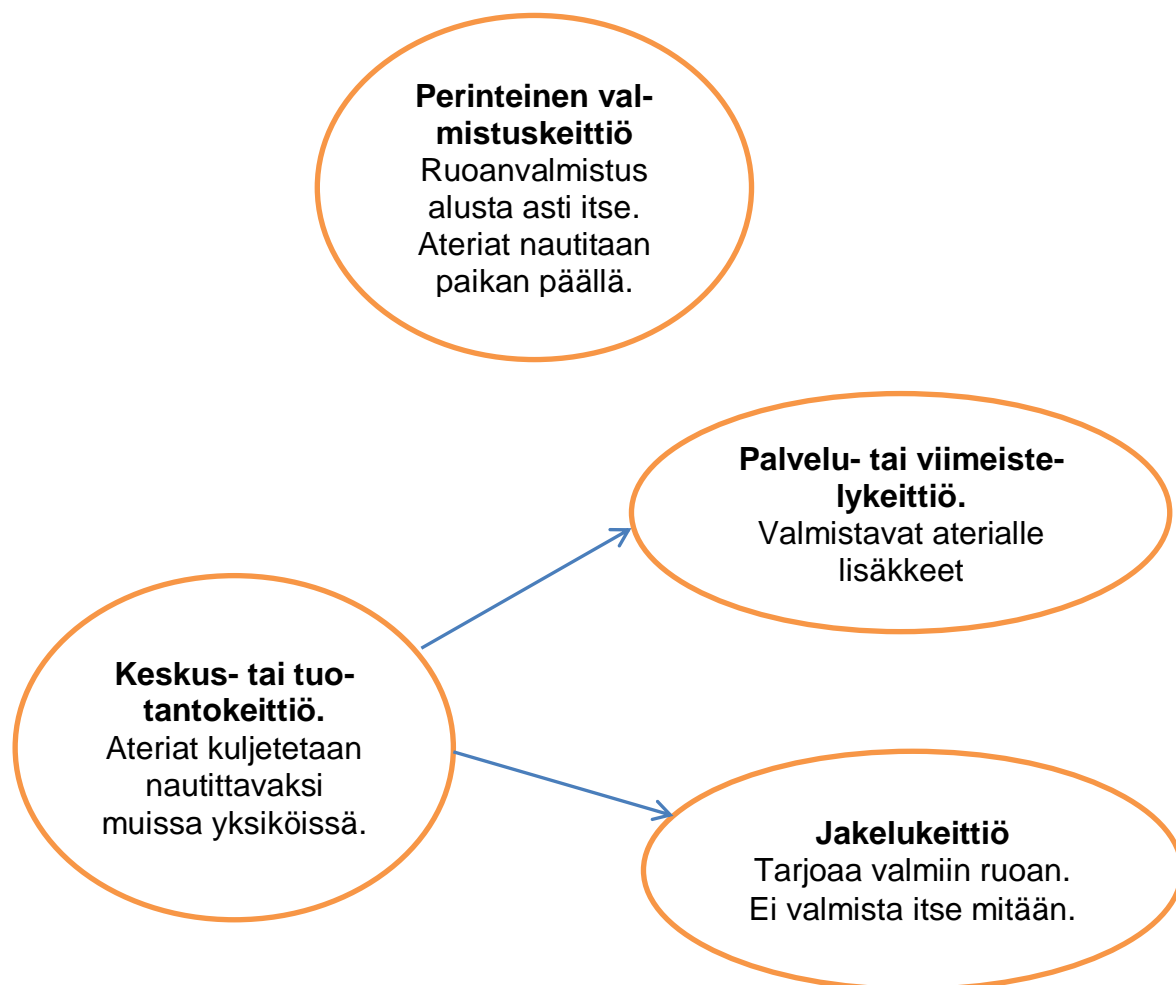 Perinteinen val-
mistuskeittiö
Ruoanvalmistus
alusta asti itse.
Ateriat nautitaan
paikan päällä.
Palvelu- tai viimeiste-
lykeittiö.
Valmistavat aterialle
lisäkkeet
Keskus- tai tuo-
tantokeittiö.
Ateriat kuljetetaan
nautittavaksi
muissa yksiköissä.
Jakelukeittiö
Tarjoaa valmiin ruoan.
Ei valmista itse mitään.